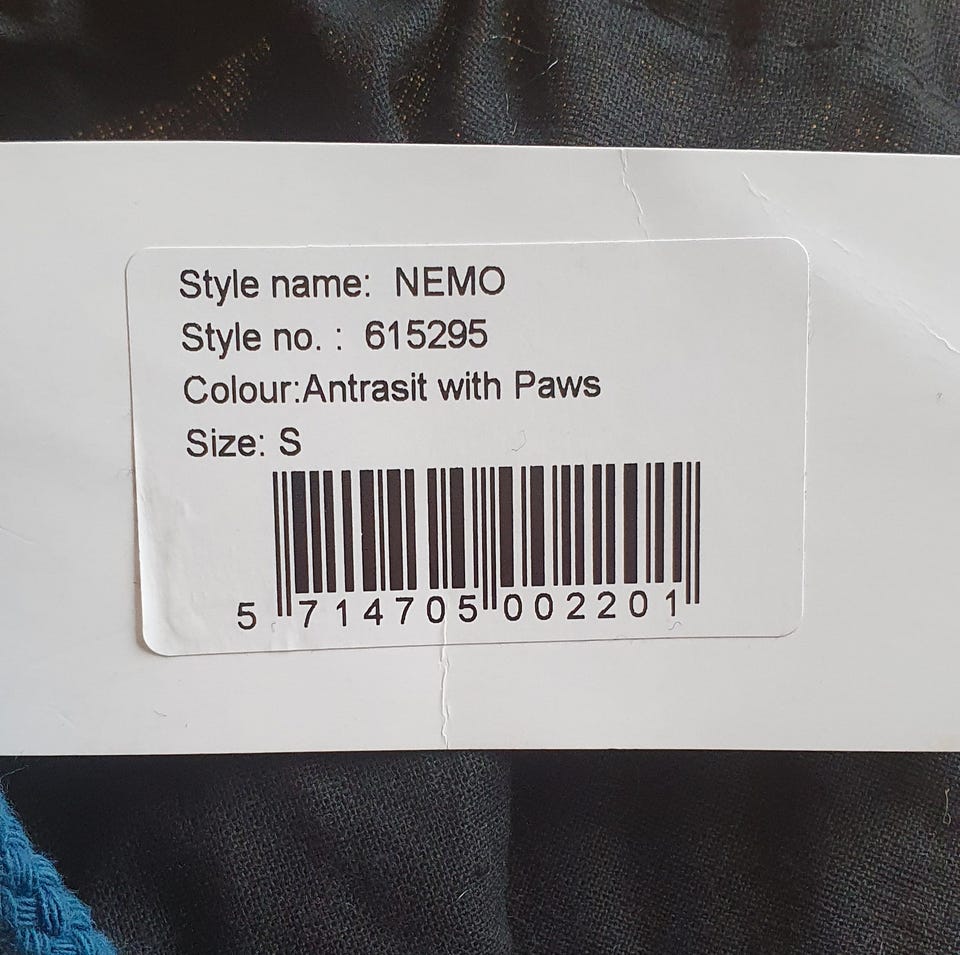 Style name: NEMO
Style no. : 615295
Colour:Antrasit with Paws
Size: S
5 714705 002201